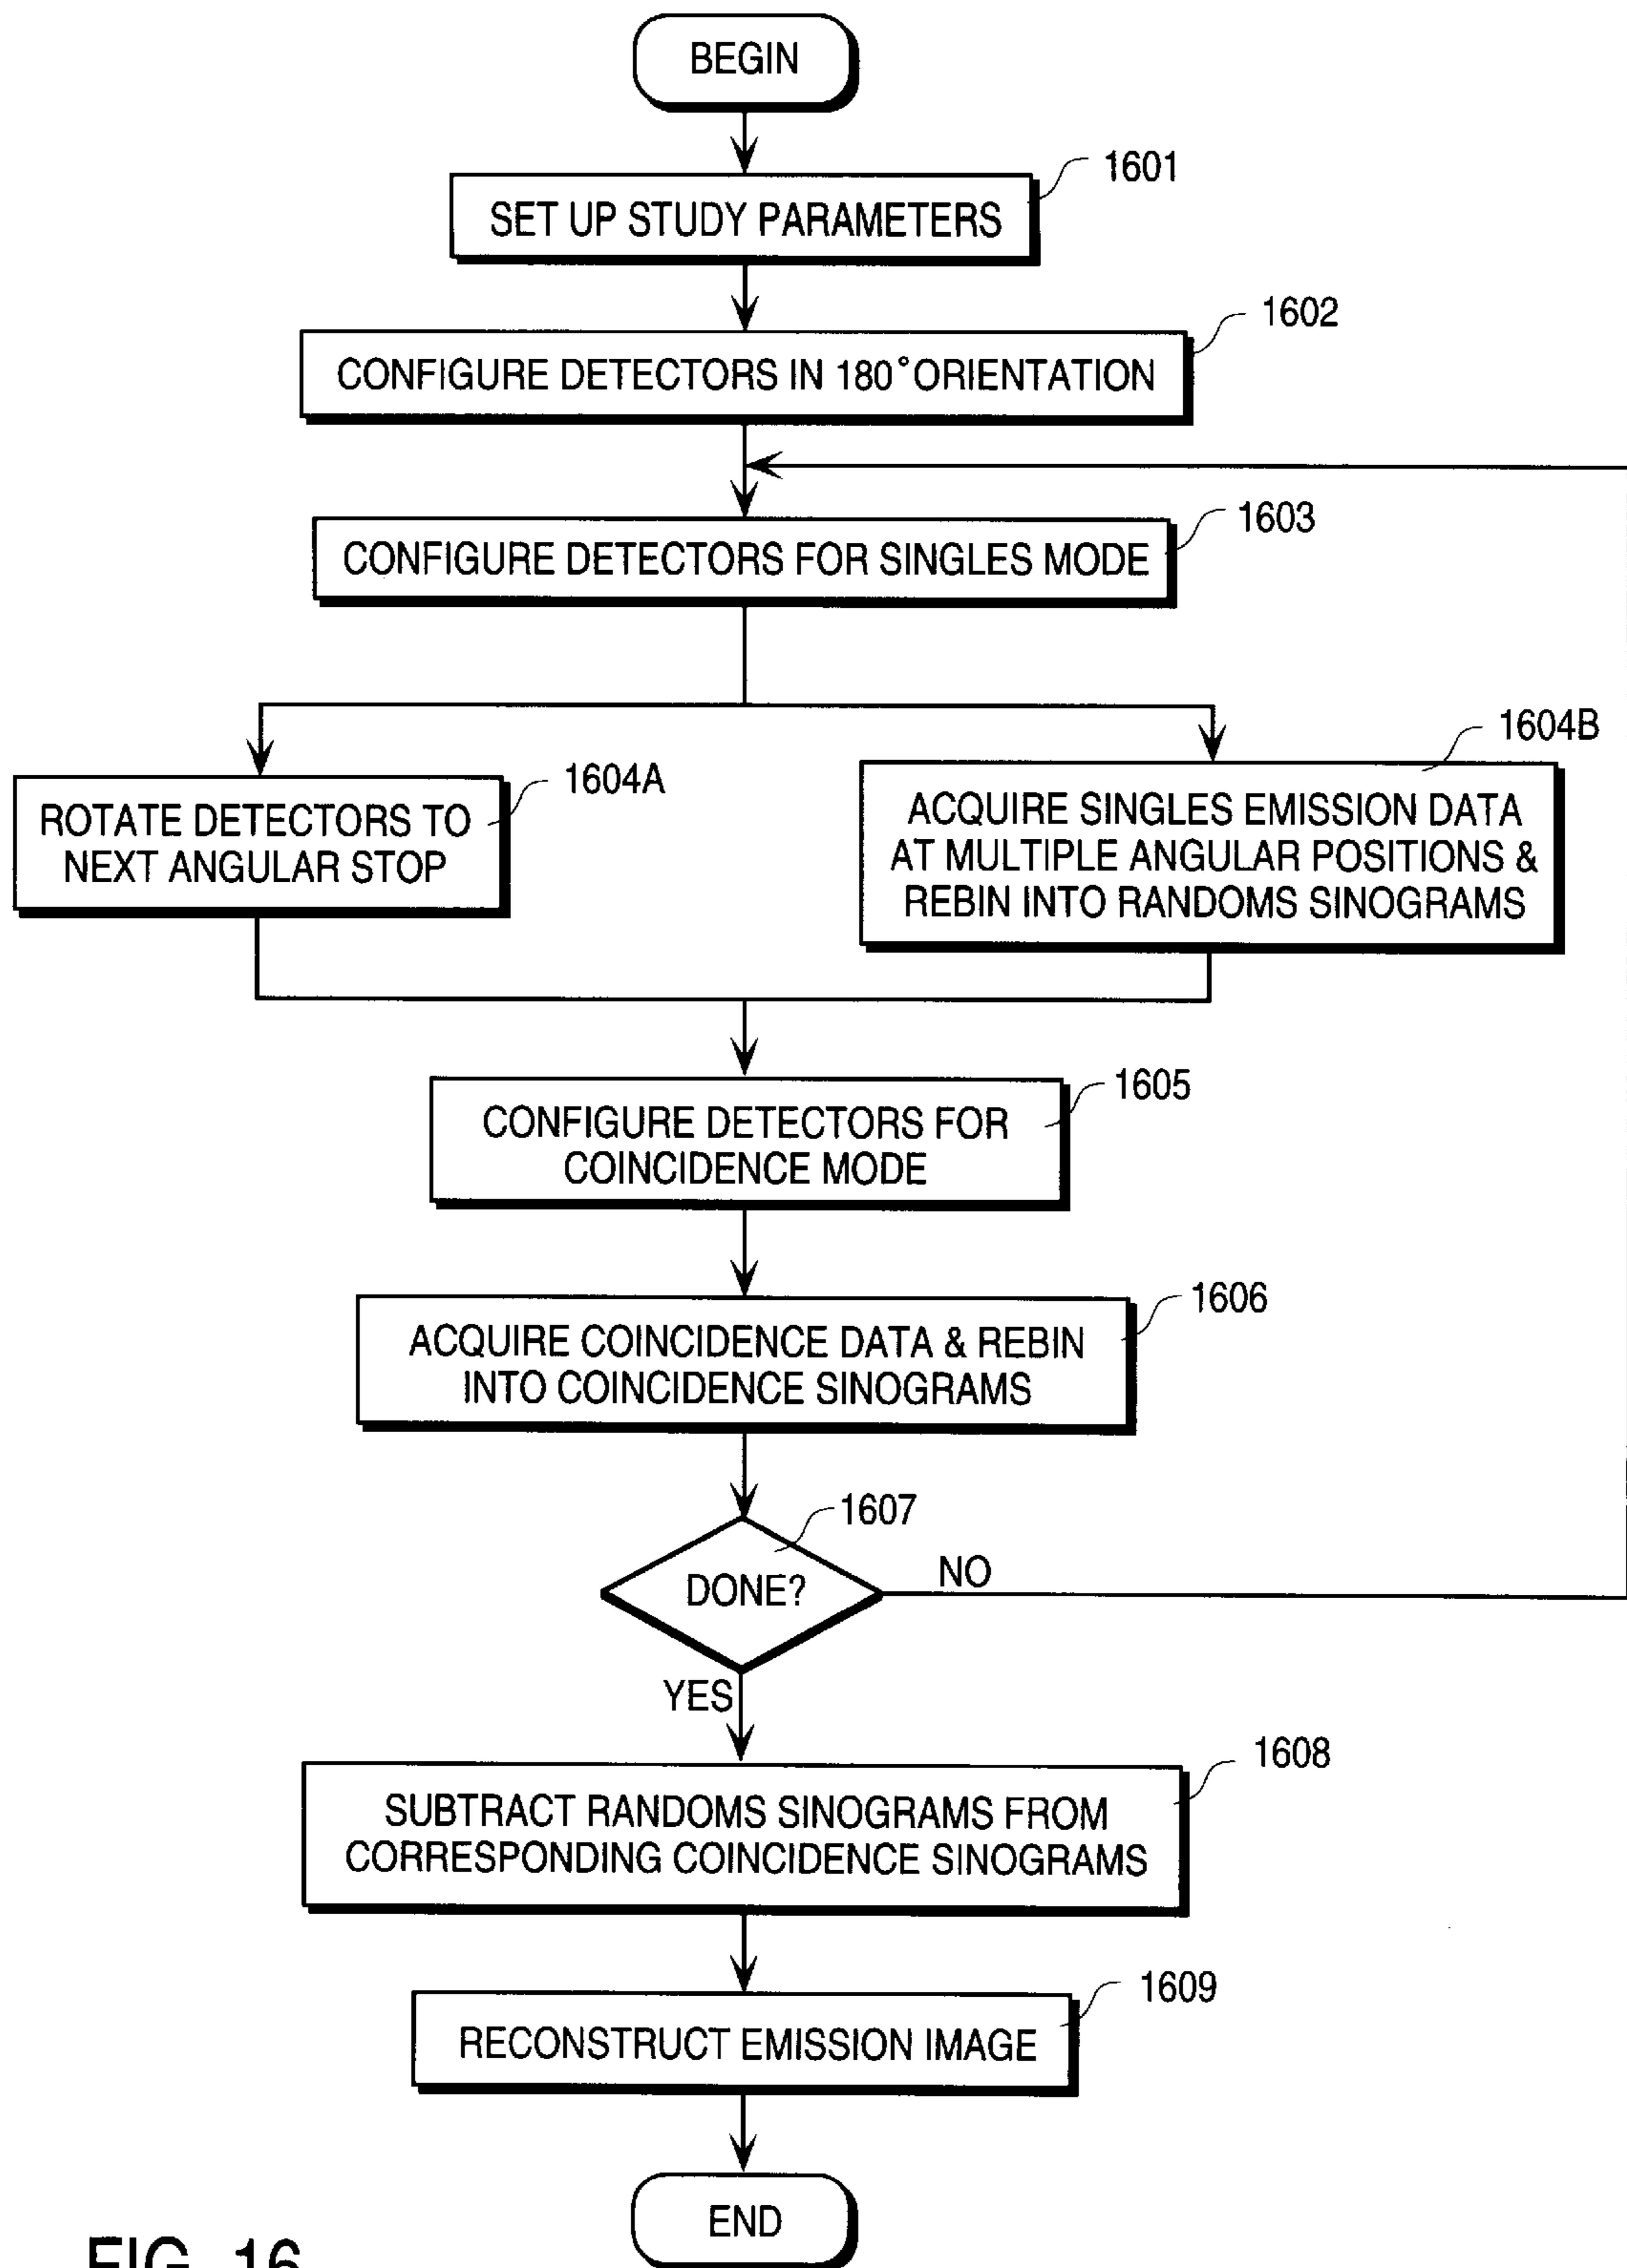 BEGIN
1601
SET UP STUDY PARAMETERS
1602
CONFIGURE DETECTORS IN 180° ORIENTATION
1603
CONFIGURE DETECTORS FOR SINGLES MODE
1604A
ROTATE DETECTORS TO
NEXT ANGULAR STOP
1604B
ACQUIRE SINGLES EMISSION DATA
AT MULTIPLE ANGULAR POSITIONS &
REBIN INTO RANDOMS SINOGRAMS
1605
CONFIGURE DETECTORS FOR
COINCIDENCE MODE
1606
ACQUIRE COINCIDENCE DATA & REBIN
INTO COINCIDENCE SINOGRAMS
1607
DONE?
NO
YES
1608
SUBTRACT RANDOMS SINOGRAMS FROM
CORRESPONDING COINCIDENCE SINOGRAMS
1609
RECONSTRUCT EMISSION IMAGE
END
FIG. 16